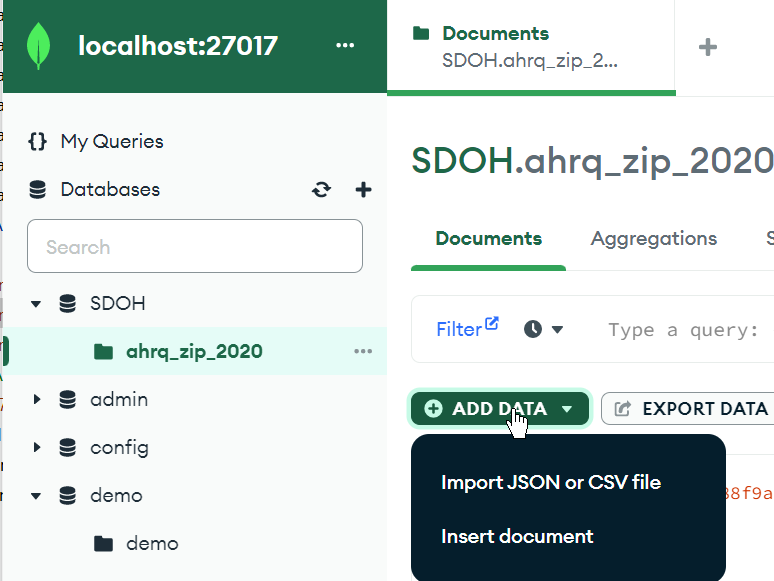 localhost:27017
My Queries
Databases
Search
SDOH
ahrq_zip_2020
admin
config
demo
demo
Documents
SDOH.ahrq_zip_2...
SDOH.ahrq_zip_2020
Documents
Aggregations
S
Filter
Type a query:
ADD DATA
EXPORT DATA
Import JSON or CSV file
Insert document
8f9a